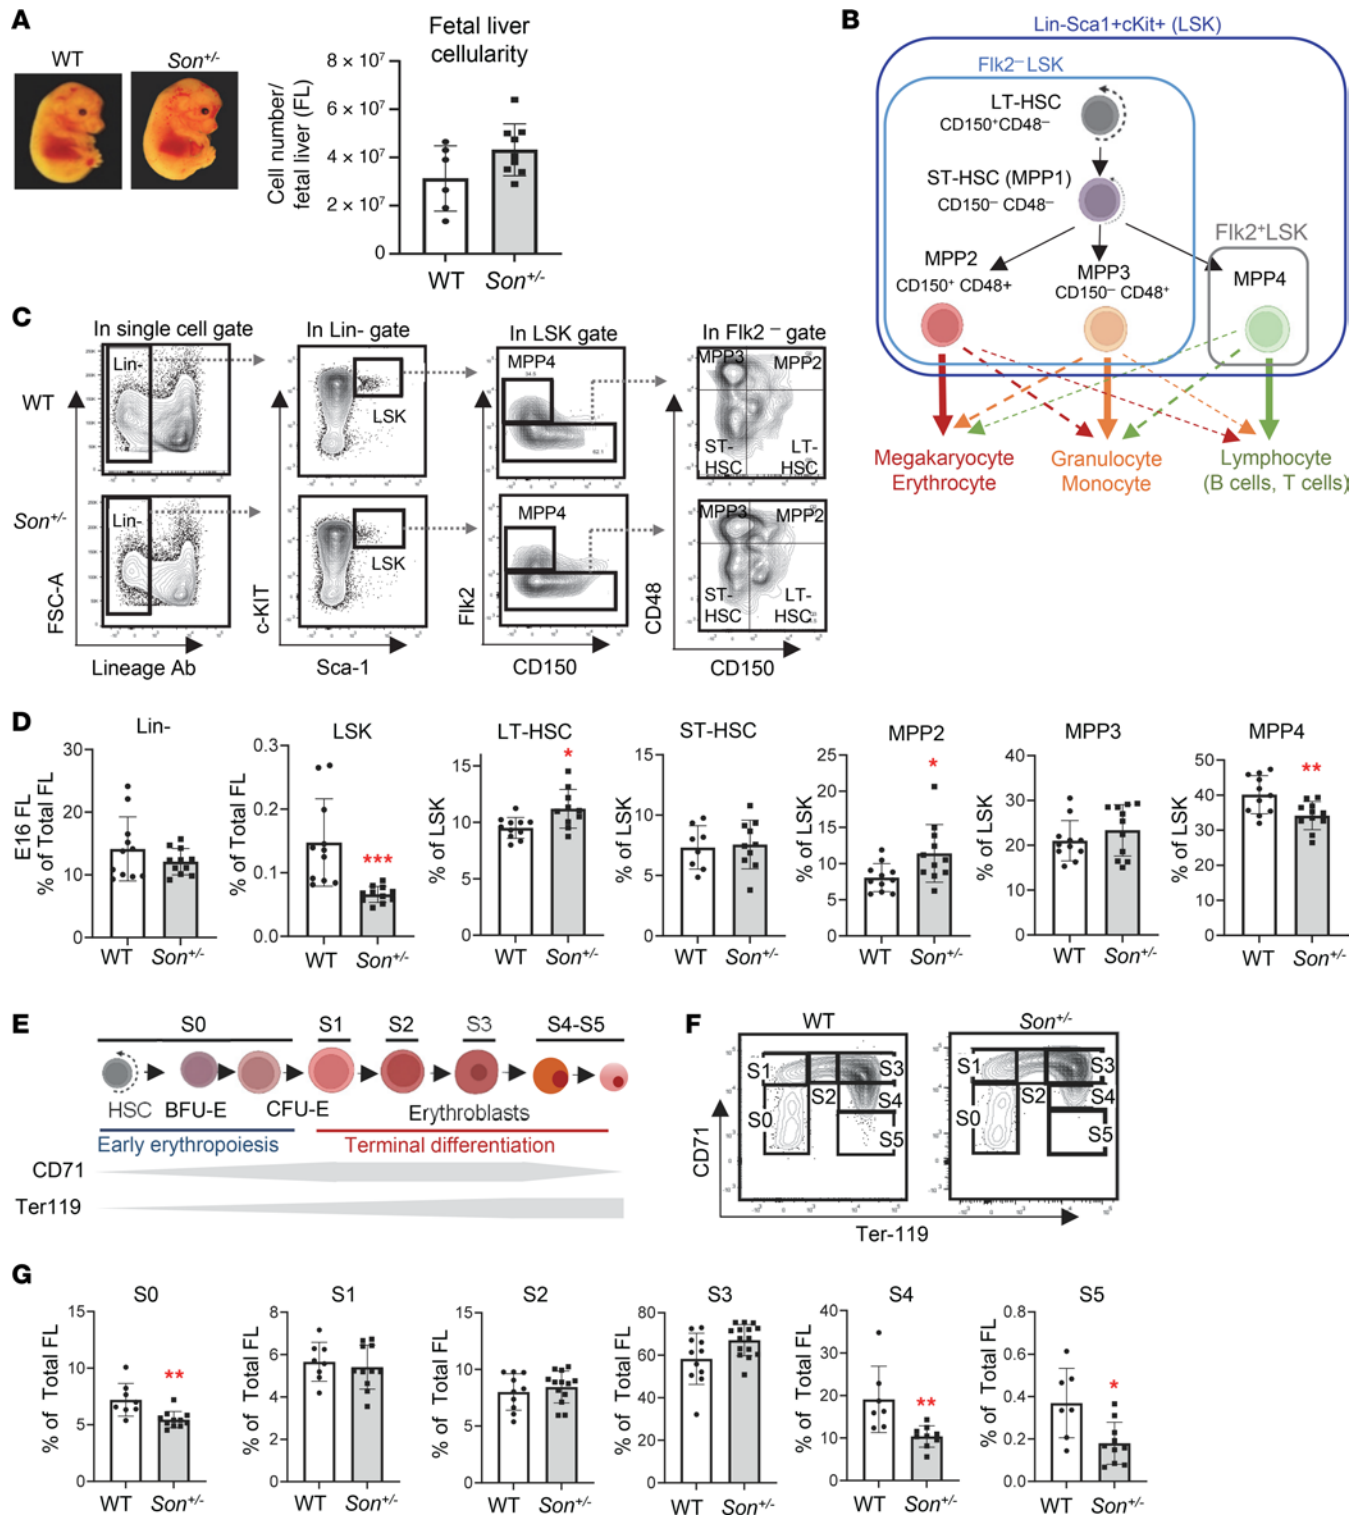 A
WT
Son+/-
Fetal liver
cellularity
Cell number/
fetal liver (FL)
8 × 10⁷
6 × 10⁷
4 × 10⁷
2 × 10⁷
0
WT
Son+/-
B
Lin-Sca1+cKit+ (LSK)
Flk2⁻ LSK
LT-HSC
CD150⁺CD48⁻
ST-HSC (MPP1)
CD150⁻ CD48⁻
Flk2⁺LSK
MPP2
CD150⁺ CD48+
MPP3
CD150⁻ CD48⁺
MPP4
Megakaryocyte
Erythrocyte
Granulocyte
Monocyte
Lymphocyte
(B cells, T cells)
C
In single cell gate
In Lin- gate
In LSK gate
In Flk2⁻ gate
WT
Lin-
LSK
MPP4
MPP3
MPP2
ST-
HSC
LT-
HSC
Son+/-
Lin-
LSK
MPP4
MPP3
MPP2
ST-
HSC
LT-
HSC
FSC-A
c-KIT
Flk2
CD48
Lineage Ab
Sca-1
CD150
CD150
D
E16 FL
Lin-
% of Total FL
30
20
10
0
WT
Son+/-
LSK
% of Total FL
0.3
0.2
0.1
0.0
***
WT
Son+/-
LT-HSC
% of LSK
15
10
5
0
*
WT
Son+/-
ST-HSC
% of LSK
15
10
5
0
WT
Son+/-
MPP2
% of LSK
25
20
15
10
5
0
*
WT
Son+/-
MPP3
% of LSK
40
30
20
10
0
WT
Son+/-
MPP4
% of LSK
50
40
30
20
10
0
**
WT
Son+/-
E
S0
S1
S2
S3
S4-S5
HSC
BFU-E
CFU-E
Erythroblasts
Early erythropoiesis
Terminal differentiation
CD71
Ter119
F
WT
Son+/-
S1
S3
S2
S4
S0
S5
S1
S3
S2
S4
S0
S5
CD71
Ter-119
G
S0
% of Total FL
15
10
5
0
**
WT
Son+/-
S1
% of Total FL
8
6
4
2
0
WT
Son+/-
S2
% of Total FL
15
10
5
0
WT
Son+/-
S3
% of Total FL
80
60
40
20
0
WT
Son+/-
S4
% of Total FL
40
30
20
10
0
**
WT
Son+/-
S5
% of Total FL
0.8
0.6
0.4
0.2
0.0
*
WT
Son+/-